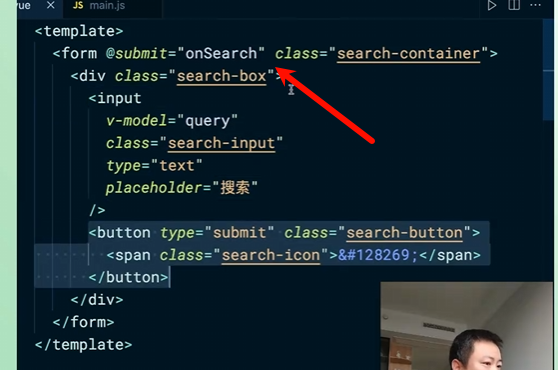 vue
JS main.js
<template>
<form @submit="onSearch" class="search-container">
<div class="search-box">
<input
v-model="query"
class="search-input"
type="text"
placeholder="搜索"
/>
<button type="submit" class="search-button">
<span class="search-icon">&#128269;</span>
</button>
</div>
</form>
</template>